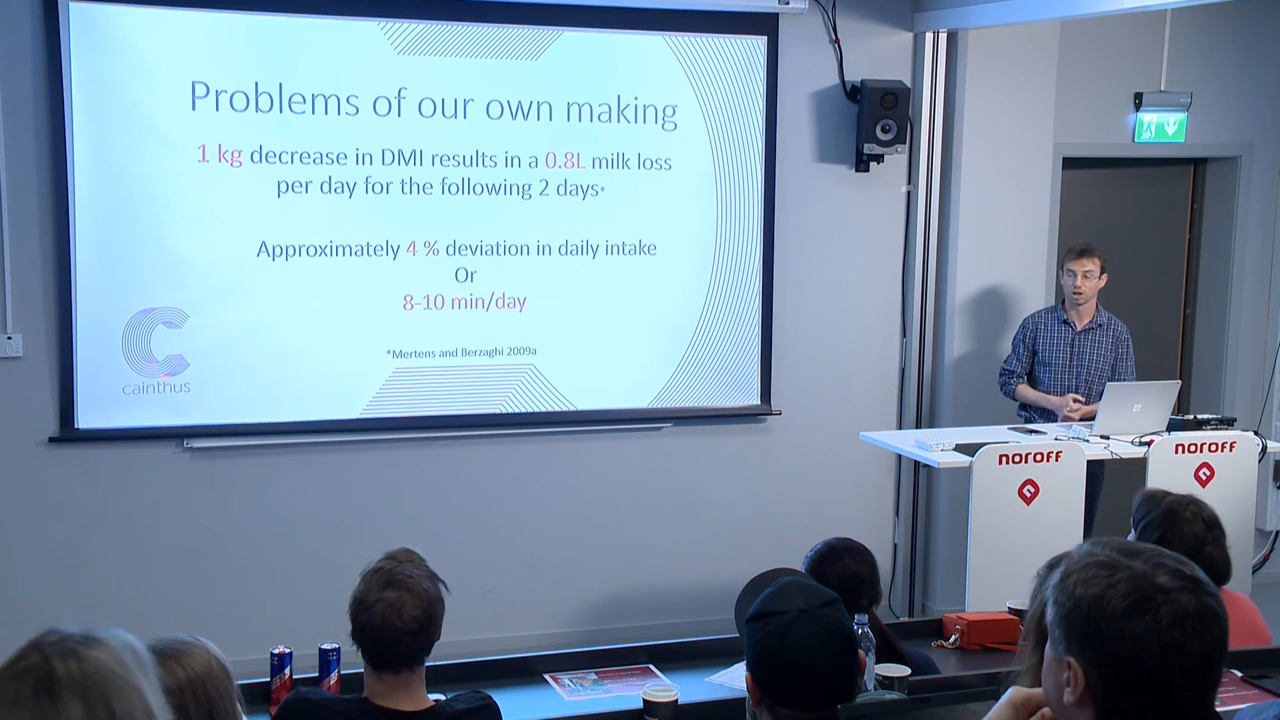 Problems of our own making
1 kg decrease in DMI results in a 0.8L milk loss
per day for the following 2 days*
Approximately 4 % deviation in daily intake
Or
8-10 min/day
*Mertens and Berzaghi 2009a
cainthus
noroff
noroff